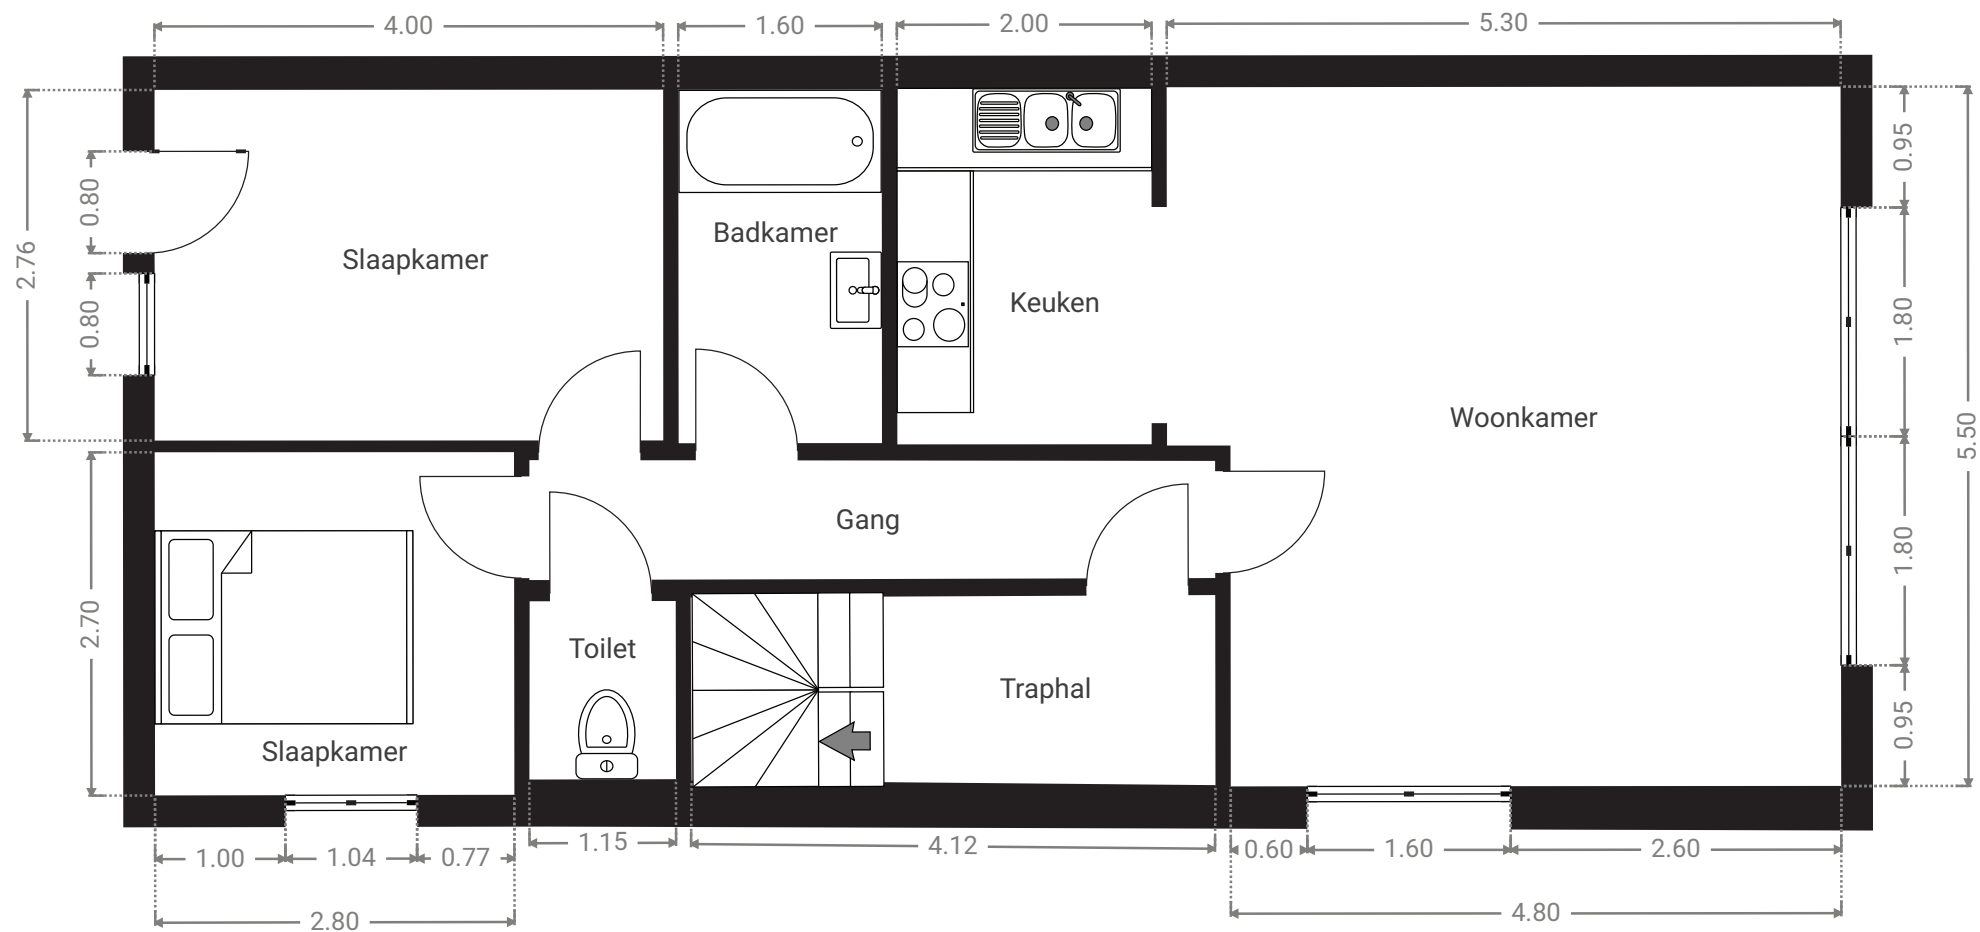 4.00
1.60
2.00
5.30
0.95
0.80
Badkamer
Slaapkamer
2.76
Keuken
0.80
1.80
Woonkamer
5.50
Gang
1.80
2.70
Toilet
Traphal
0.95
Slaapkamer
1.00
1.04
0.77
1.15
4.12
0.60
1.60
2.60
2.80
4.80